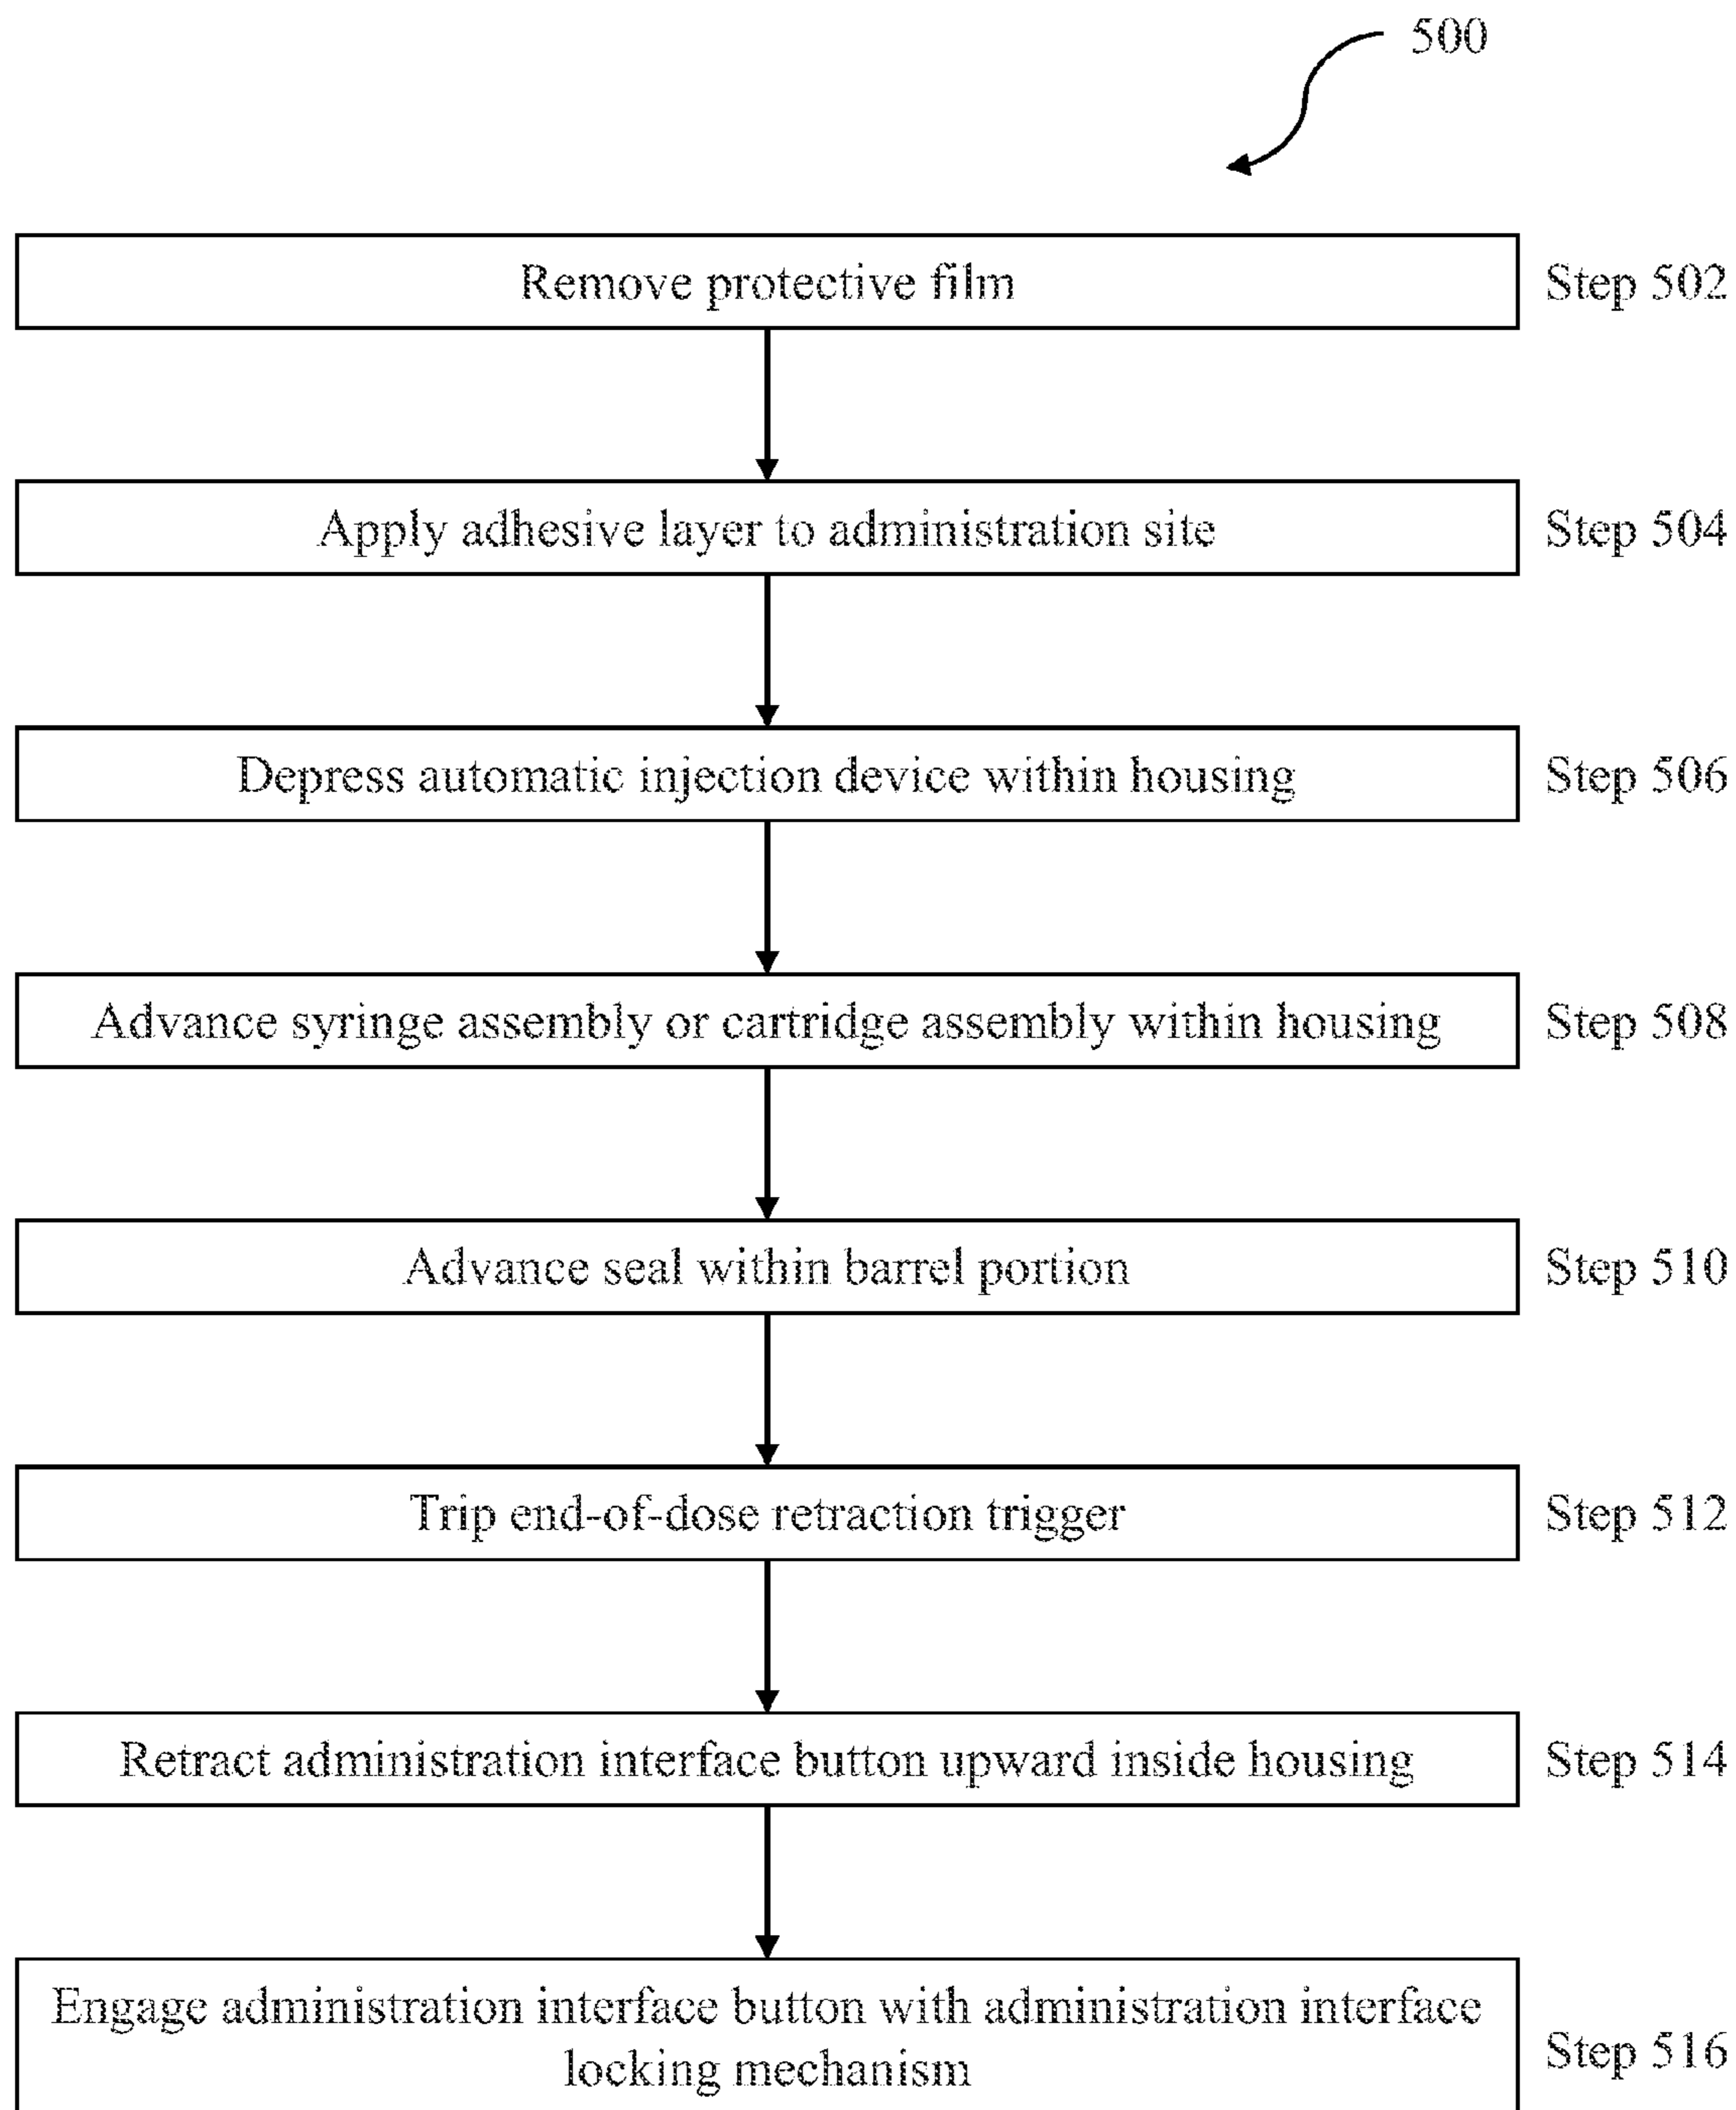 500
Remove protective film
Step 502
Apply adhesive layer to administration site
Step 504
Depress automatic injection device within housing
Step 506
Advance syringe assembly or cartridge assembly within housing
Step 508
Advance seal within barrel portion
Step 510
Trip end-of-dose retraction trigger
Step 512
Retract administration interface button upward inside housing
Step 514
Engage administration interface button with administration interface
locking mechanism
Step 516